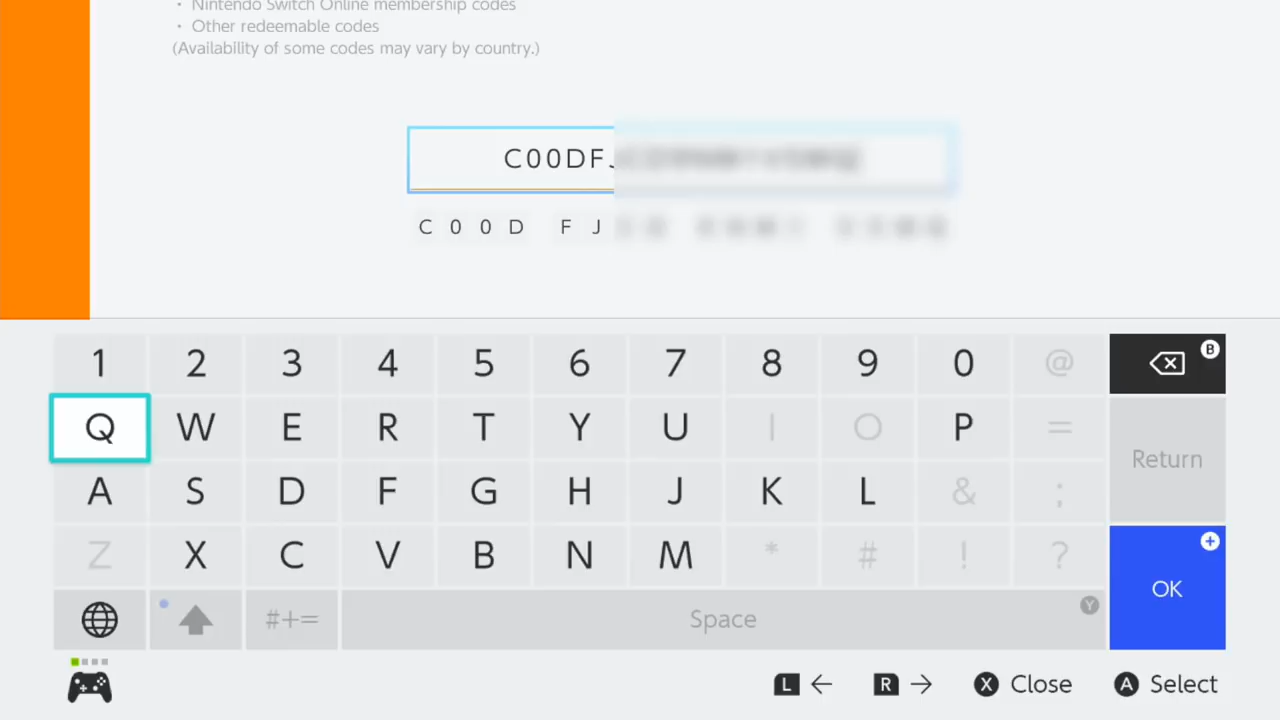 · Nintendo Switch Online membership codes
· Other redeemable codes
(Availability of some codes may vary by country.)
C00DFJ
C 0 0 D F J
1 2 3 4 5 6 7 8 9 0 @ B
Q W E R T Y U I O P =
A S D F G H J K L & ; Return
Z X C V B N M * # ! ? +
#+= Space Y OK
L ← R → X Close A Select